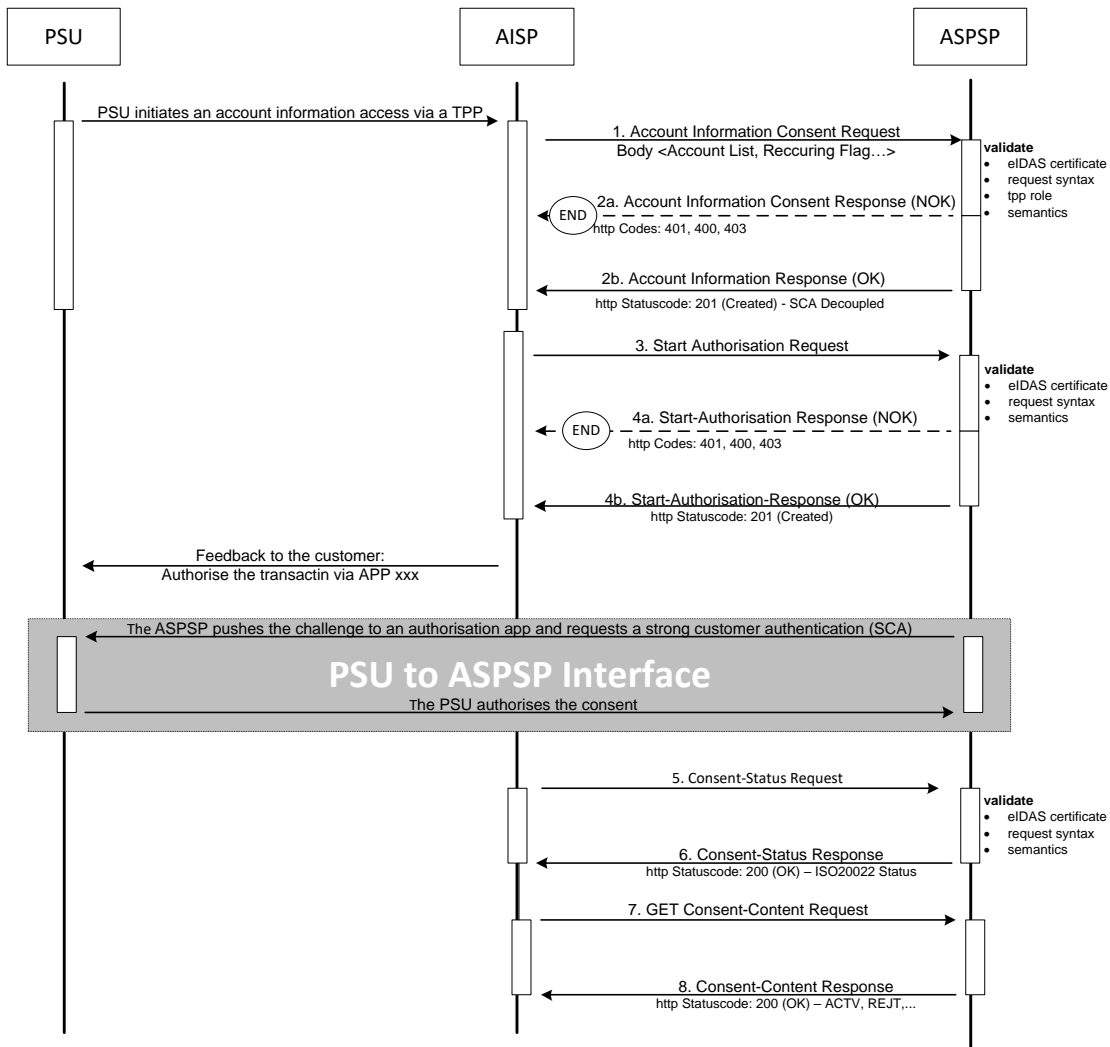 PSU
AISP
ASPSP
PSU initiates an account information access via a TPP
1. Account Information Consent Request
Body <Account List, Reccuring Flag…>
validate
• eIDAS certificate
• request syntax
• tpp role
• semantics
2a. Account Information Consent Response (NOK)
END
http Codes: 401, 400, 403
2b. Account Information Response (OK)
http Statuscode: 201 (Created) - SCA Decoupled
3. Start Authorisation Request
validate
• eIDAS certificate
• request syntax
• semantics
4a. Start-Authorisation Response (NOK)
END
http Codes: 401, 400, 403
4b. Start-Authorisation-Response (OK)
http Statuscode: 201 (Created)
Feedback to the customer:
Authorise the transactin via APP xxx
The ASPSP pushes the challenge to an authorisation app and requests a strong customer authentication (SCA)
PSU to ASPSP Interface
The PSU authorises the consent
5. Consent-Status Request
validate
• eIDAS certificate
• request syntax
• semantics
6. Consent-Status Response
http Statuscode: 200 (OK) – ISO20022 Status
7. GET Consent-Content Request
8. Consent-Content Response
http Statuscode: 200 (OK) – ACTV, REJT,...